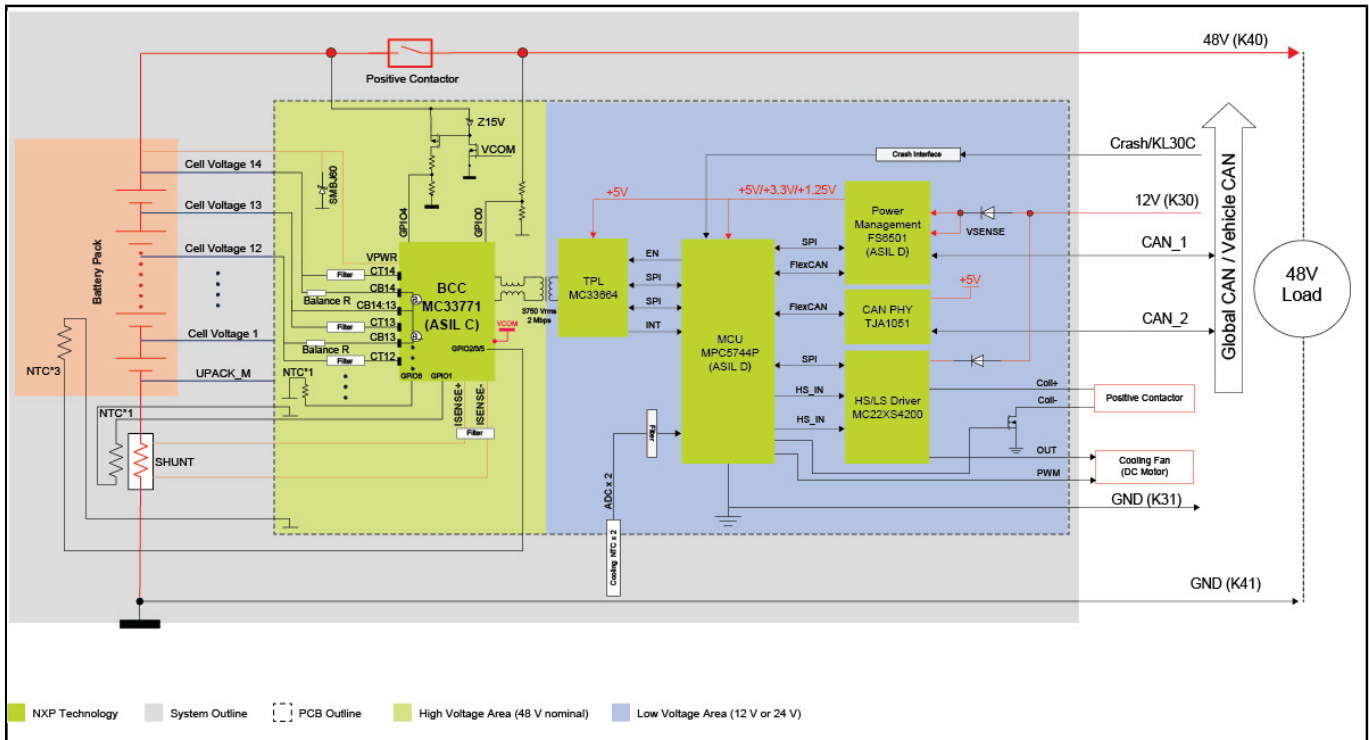 48V (K40)
Positive Contactor
Z15V
VCOM
Crash/KL30C
Crash Interface
Cell Voltage 14
SMBJ60
+5V
+5V/+3.3V/+1.25V
12V (K30)
Power
Management
FS6501
(ASIL D)
VSENSE
Cell Voltage 13
GPIO4
GPIO0
Battery Pack
Cell Voltage 12
VPWR
SPI
CAN_1
Filter
CT14
BCC
MC33771
(ASIL C)
EN
FlexCAN
TPL
MC33664
SPI
+5V
48V
Load
Balance R
CB14
CB14:13
3750 Vrms
2 Mbps
SPI
FlexCAN
CAN PHY
TJA1051
Global CAN / Vehicle CAN
Filter
CT13
VCOM
INT
CAN_2
Cell Voltage 1
CB13
Balance R
GPIO2/3/5
MCU
MPC5744P
(ASIL D)
Filter
CT12
SPI
NTC*3
UPACK_M
NTC*1
GPIO6
GPIO1
HS_IN
HS/LS Driver
MC22XS4200
Coil+
Positive Contactor
Coil-
ISENSE+
ISENSE-
NTC*1
HS_IN
Filter
Filter
OUT
Cooling Fan
(DC Motor)
SHUNT
PWM
ADC x 2
GND (K31)
Cooling NTC x 2
GND (K41)
NXP Technology
System Outline
PCB Outline
High Voltage Area (48 V nominal)
Low Voltage Area (12 V or 24 V)